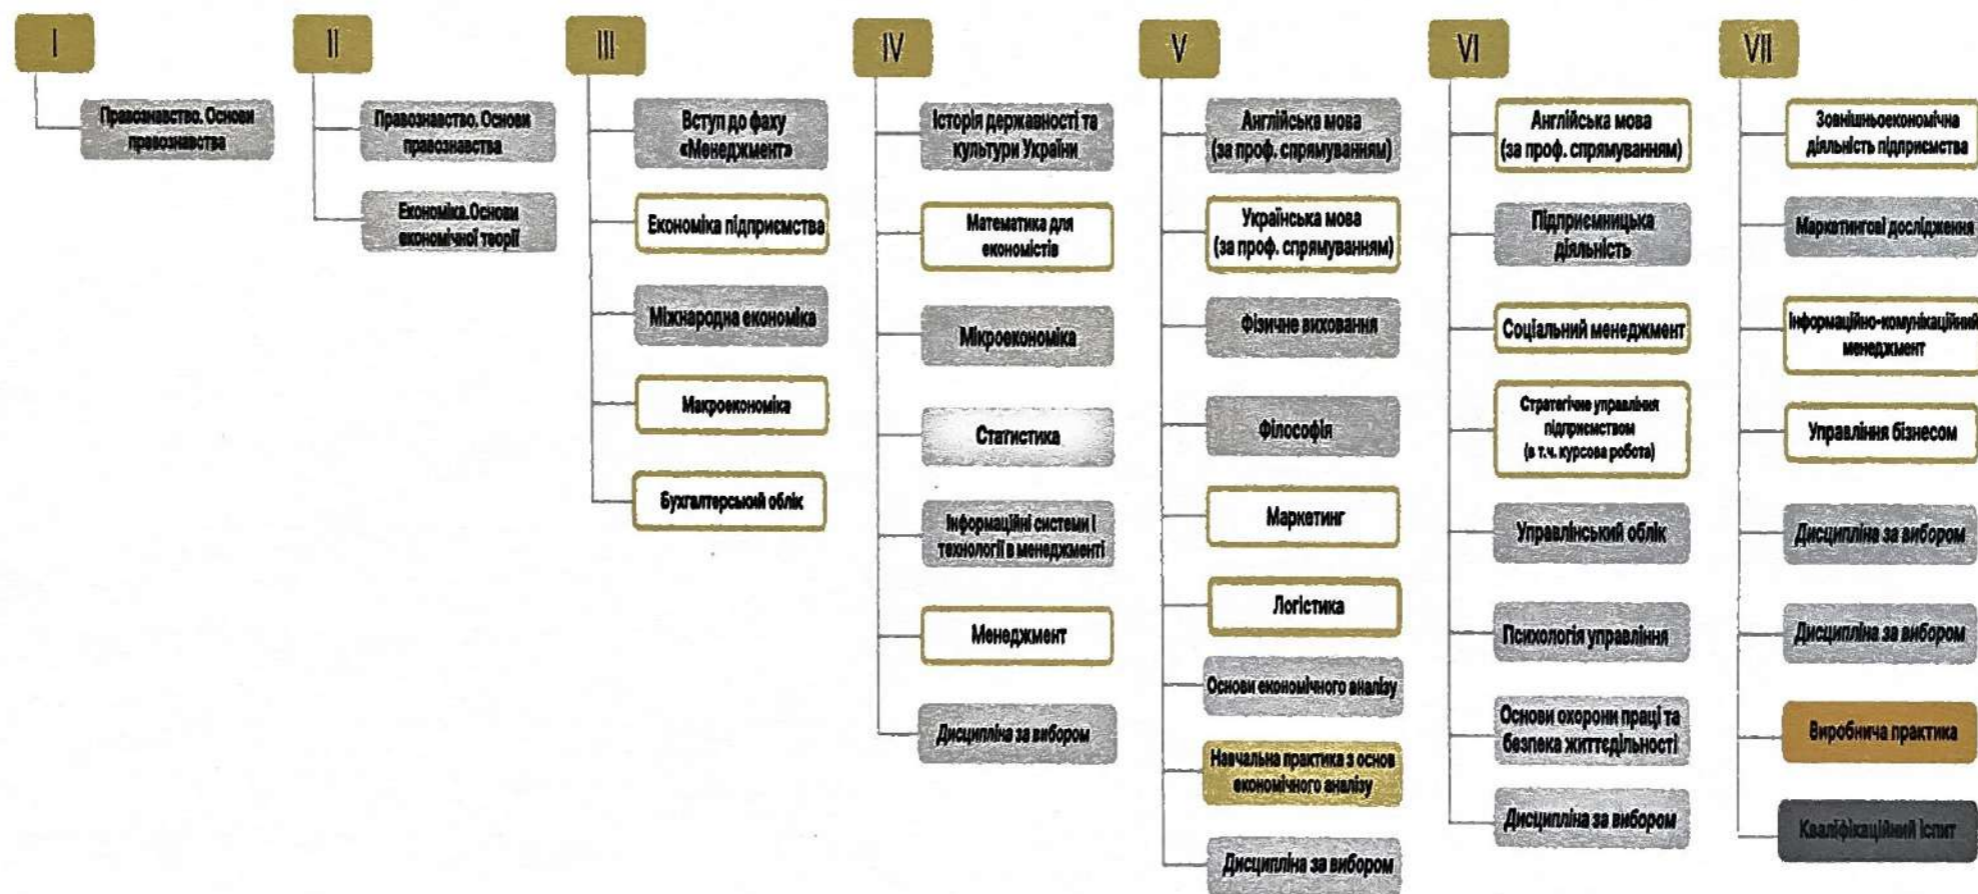 I
Правознавство. Основи
правознавства
II
Правознавство. Основи
правознавства
Економіка.Основи
економічної теорії
III
Вступ до фаху
«Менеджмент»
Економіка підприємства
Міжнародна економіка
Макроекономіка
Бухгалтерський облік
IV
Історія державності та
культури України
Математика для
економістів
Мікроекономіка
Статистика
Інформаційні системи і
технології в менеджменті
Менеджмент
Дисципліна за вибором
V
Англійська мова
(за проф. спрямуванням)
Українська мова
(за проф. спрямуванням)
Фізичне виховання
Філософія
Маркетинг
Логістика
Основи економічного аналізу
Навчальна практика з основ
економічного аналізу
Дисципліна за вибором
VI
Англійська мова
(за проф. спрямуванням)
Підприємницька
діяльність
Соціальний менеджмент
Стратегічне управління
підприємством
(в т.ч. курсова робота)
Управлінський облік
Психологія управління
Основи охорони праці та
безпека життєдільності
Дисципліна за вибором
VII
Зовнішньоекономічна
діяльність підприємства
Маркетингові дослідження
Інформаційно-комунікаційний
менеджмент
Управління бізнесом
Дисципліна за вибором
Дисципліна за вибором
Виробнича практика
Кваліфікаційний іспит